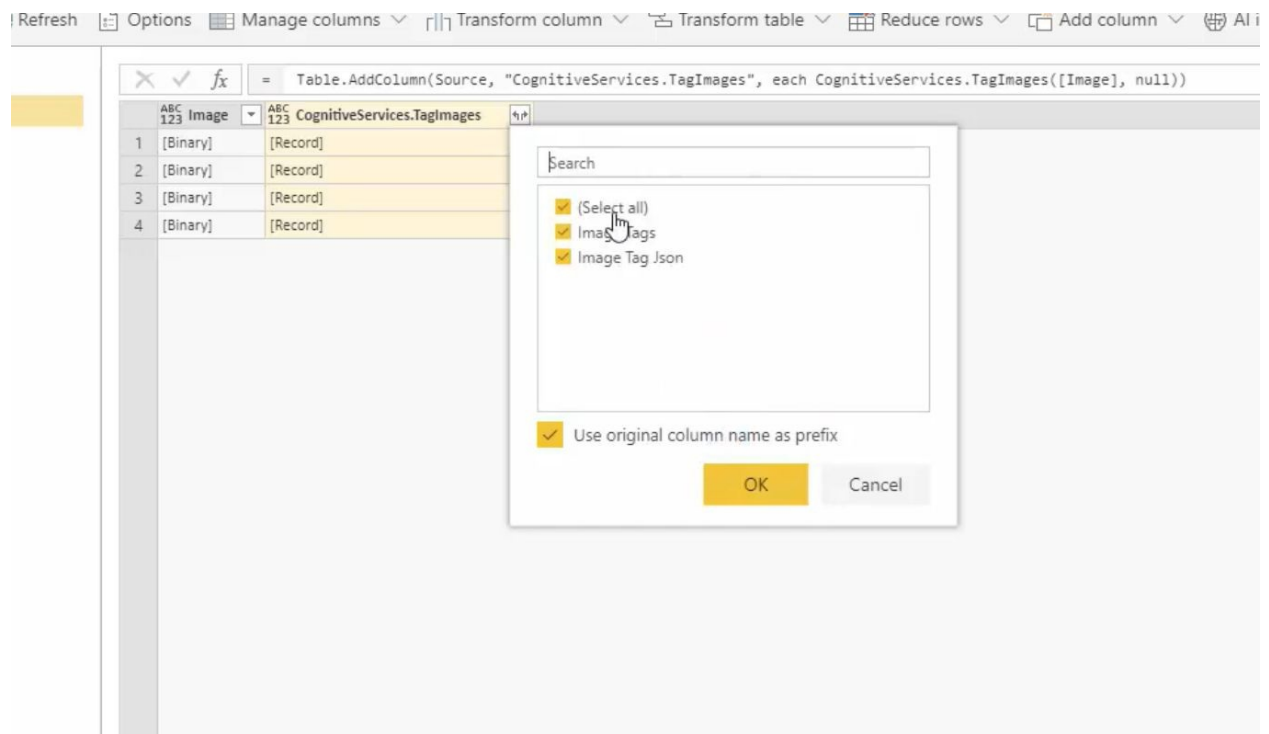 Refresh Options Manage columns Transform column Transform table Reduce rows Add column AI i
fx = Table.AddColumn(Source, "CognitiveServices.TagImages", each CognitiveServices.TagImages([Image], null))
ABC 123 Image ABC 123 CognitiveServices.TagImages
1 [Binary] [Record]
2 [Binary] [Record]
3 [Binary] [Record]
4 [Binary] [Record]
Search
(Select all)
Image Tags
Image Tag Json
Use original column name as prefix
OK Cancel